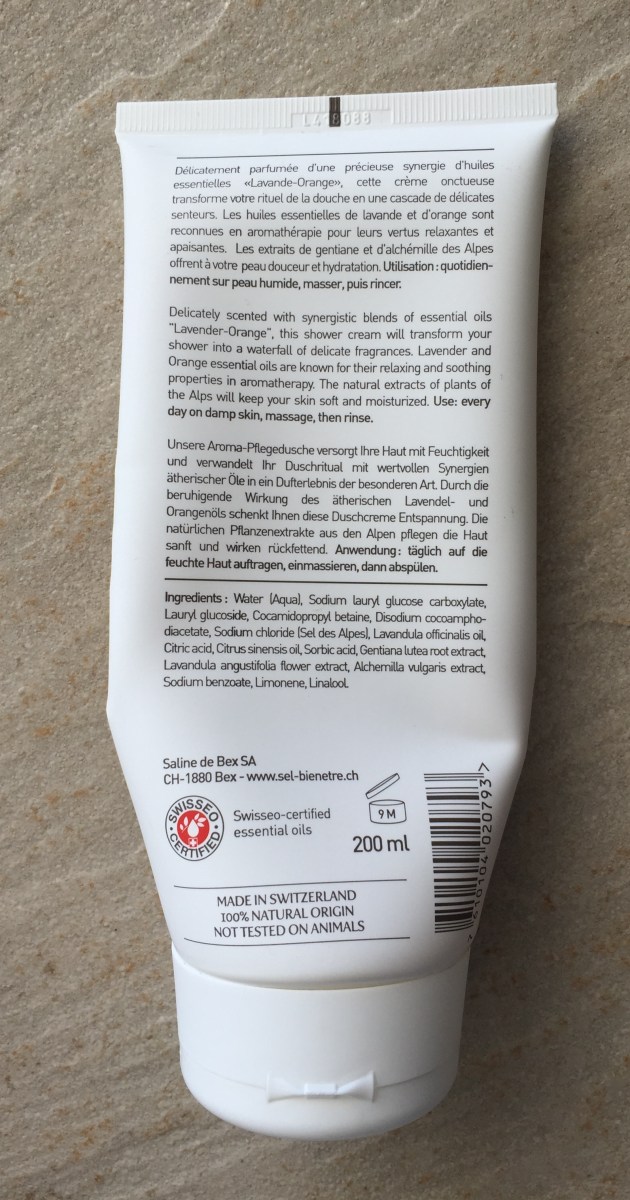 Délicatement parfumée d'une précieuse synergie d'huiles
essentielles «Lavande-Orange», cette crème onctueuse
transforme votre rituel de la douche en une cascade de délicates
senteurs. Les huiles essentielles de lavande et d'orange sont
reconnues en aromathérapie pour leurs vertus relaxantes et
apaisantes. Les extraits de gentiane et d'alchémille des Alpes
offrent à votre peau douceur et hydratation. Utilisation : quotidien-
nement sur peau humide, masser, puis rincer.
Delicately scented with synergistic blends of essential oils
"Lavender-Orange", this shower cream will transform your
shower into a waterfall of delicate fragrances. Lavender and
Orange essential oils are known for their relaxing and soothing
properties in aromatherapy. The natural extracts of plants of
the Alps will keep your skin soft and moisturized. Use: every
day on damp skin, massage, then rinse.
Unsere Aroma-Pflegedusche versorgt Ihre Haut mit Feuchtigkeit
und verwandelt Ihr Duschritual mit wertvollen Synergien
ätherischer Öle in ein Dufterlebnis der besonderen Art. Durch die
beruhigende Wirkung des ätherischen Lavendel- und
Orangenöls schenkt Ihnen diese Duschcreme Entspannung. Die
natürlichen Pflanzenextrakte aus den Alpen pflegen die Haut
sanft und wirken rückfettend. Anwendung: täglich auf die
feuchte Haut auftragen, einmassieren, dann abspülen.
Ingredients : Water (Aqua), Sodium lauryl glucose carboxylate,
Lauryl glucoside, Cocamidopropyl betaine, Disodium cocoampho-
diacetate, Sodium chloride (Sel des Alpes), Lavandula officinalis oil,
Citric acid, Citrus sinensis oil, Sorbic acid, Gentiana lutea root extract,
Lavandula angustifolia flower extract, Alchemilla vulgaris extract,
Sodium benzoate, Limonene, Linalool.
Saline de Bex SA
CH-1880 Bex - www.sel-bienetre.ch
SWISSEO
CERTIFIED
Swisseo-certified
essential oils
9 M
200 ml
7 610104 020793 >
MADE IN SWITZERLAND
100% NATURAL ORIGIN
NOT TESTED ON ANIMALS